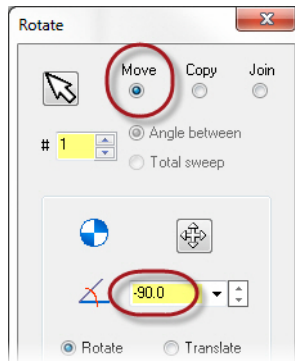 Rotate
Move Copy Join
# 1
Angle between
Total sweep
-90.0
Rotate Translate